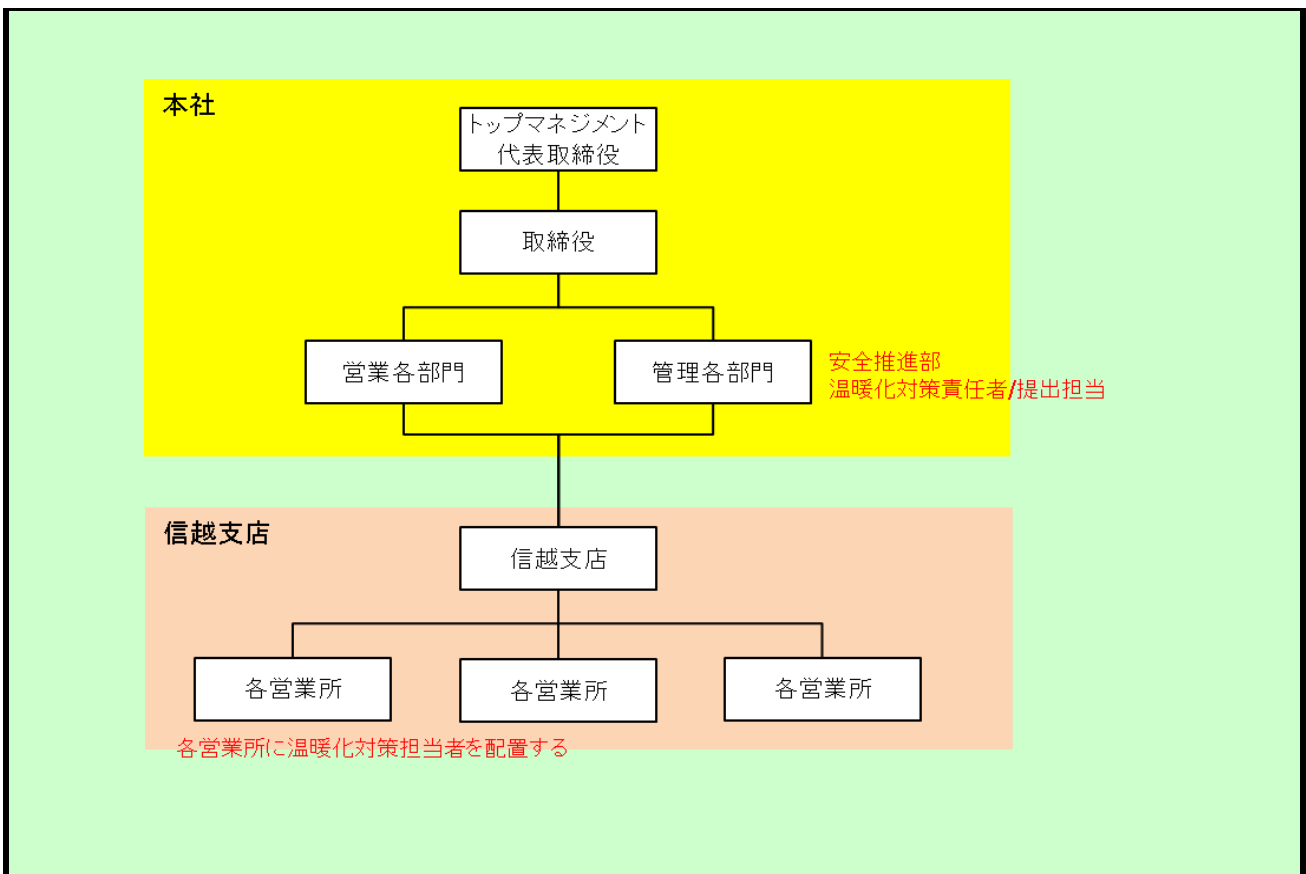 本社
トップマネジメント
代表取締役
取締役
営業各部門
管理各部門
安全推進部
温暖化対策責任者/提出担当
信越支店
信越支店
各営業所
各営業所
各営業所
各営業所に温暖化対策担当者を配置する